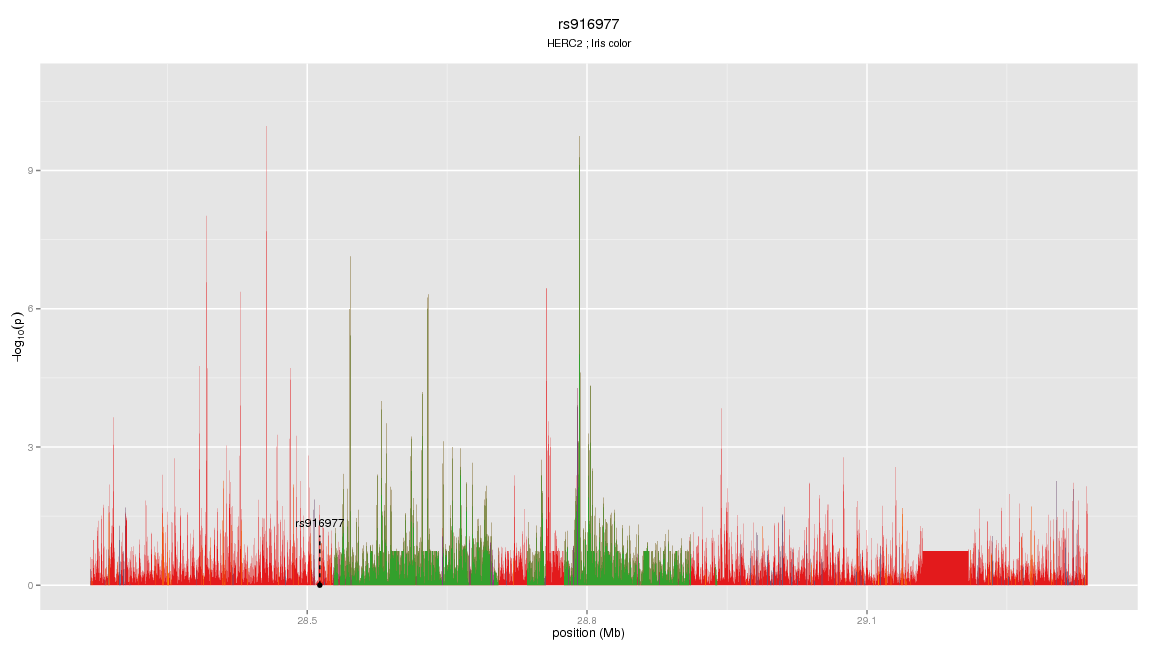 rs916977
HERC2 ; Iris color
9
6
3
0
−log10(p)
rs916977
28.5
28.8
29.1
position (Mb)